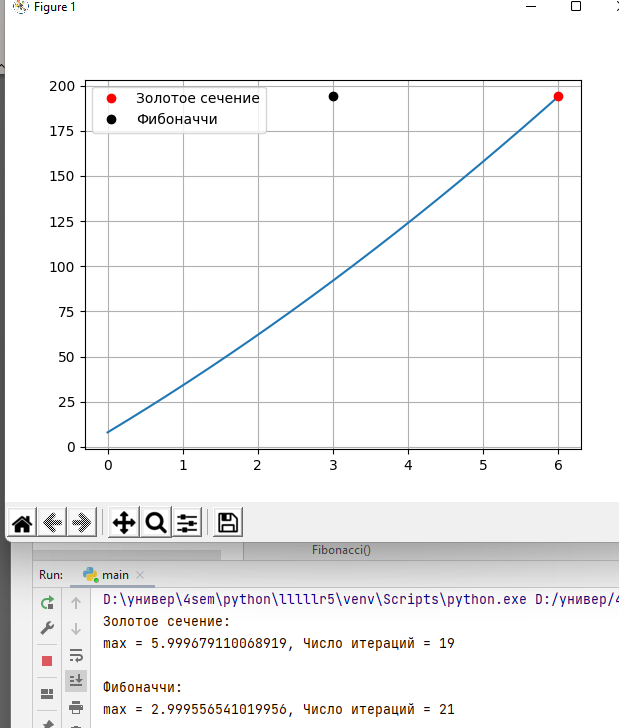 Figure 1
200
175
150
125
100
75
50
25
0
0 1 2 3 4 5 6
Золотое сечение
Фибоначчи
Fibonacci()
Run: main
D:\универ\4sem\python\lllllr5\venv\Scripts\python.exe D:/универ/4
Золотое сечение:
max = 5.999679110068919, Число итераций = 19
Фибоначчи:
max = 2.999556541019956, Число итераций = 21